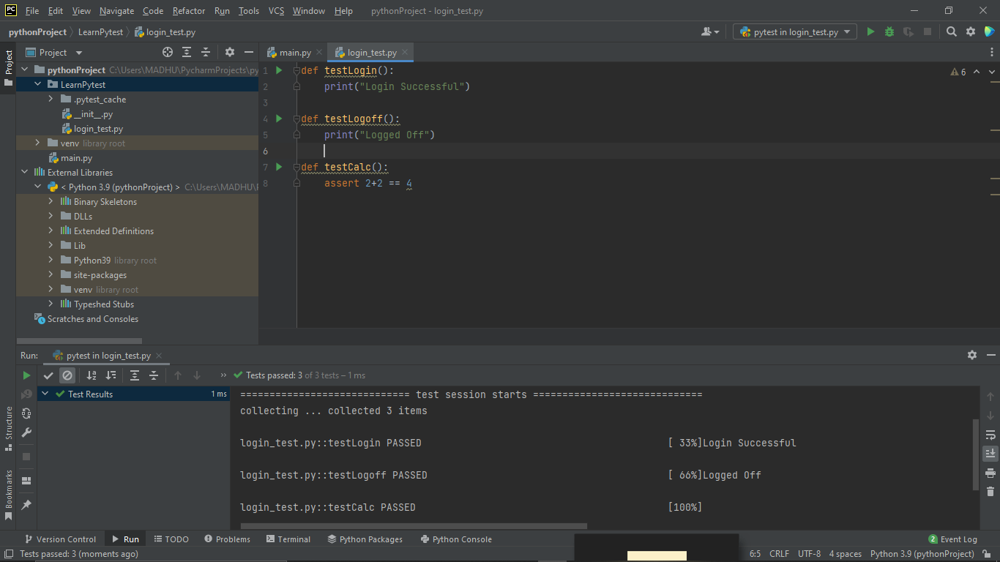 PC File Edit View Navigate Code Refactor Run Tools VCS Window Help pythonProject - login_test.py
pythonProject LearnPytest login_test.py pytest in login_test.py
Project
Project
main.py login_test.py
pythonProject C:\Users\MADHU\PycharmProjects\py
LearnPytest
.pytest_cache
__init__.py
login_test.py
venv library root
main.py
External Libraries
< Python 3.9 (pythonProject) > C:\Users\MADHU\
Binary Skeletons
DLLs
Extended Definitions
Lib
Python39 library root
site-packages
venv library root
Typeshed Stubs
Scratches and Consoles
1 def testLogin():
2 print("Login Successful")
3
4 def testLogoff():
5 print("Logged Off")
6
7 def testCalc():
8 assert 2+2 == 4
6
Run: pytest in login_test.py
Tests passed: 3 of 3 tests – 1 ms
Test Results 1 ms
============================= test session starts =============================
collecting ... collected 3 items
login_test.py::testLogin PASSED [ 33%]Login Successful
login_test.py::testLogoff PASSED [ 66%]Logged Off
login_test.py::testCalc PASSED [100%]
Structure
Bookmarks
Version Control Run TODO Problems Terminal Python Packages Python Console 2 Event Log
Tests passed: 3 (moments ago) 6:5 CRLF UTF-8 4 spaces Python 3.9 (pythonProject)